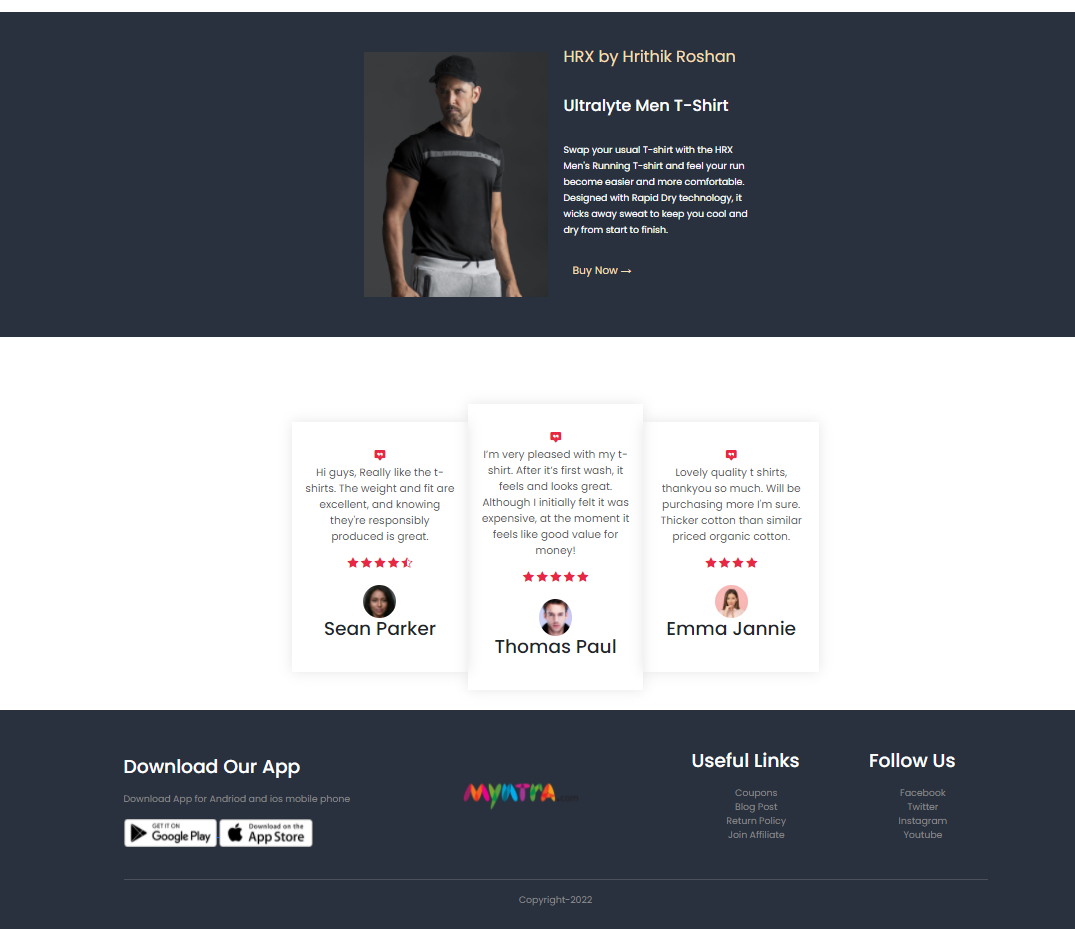 HRX by Hrithik Roshan
Ultralyte Men T-Shirt
Swap your usual T-shirt with the HRX
Men's Running T-shirt and feel your run
become easier and more comfortable.
Designed with Rapid Dry technology, it
wicks away sweat to keep you cool and
dry from start to finish.
Buy Now →
Hi guys, Really like the t-
shirts. The weight and fit are
excellent, and knowing
they're responsibly
produced is great.
Sean Parker
I'm very pleased with my t-
shirt. After it's first wash, it
feels and looks great.
Although I initially felt it was
expensive, at the moment it
feels like good value for
money!
Thomas Paul
Lovely quality t shirts,
thankyou so much. Will be
purchasing more I'm sure.
Thicker cotton than similar
priced organic cotton.
Emma Jannie
Download Our App
Download App for Andriod and ios mobile phone
GET IT ON
Google Play
Download on the
App Store
Myntra
Useful Links
Coupons
Blog Post
Return Policy
Join Affiliate
Follow Us
Facebook
Twitter
Instagram
Youtube
Copyright-2022